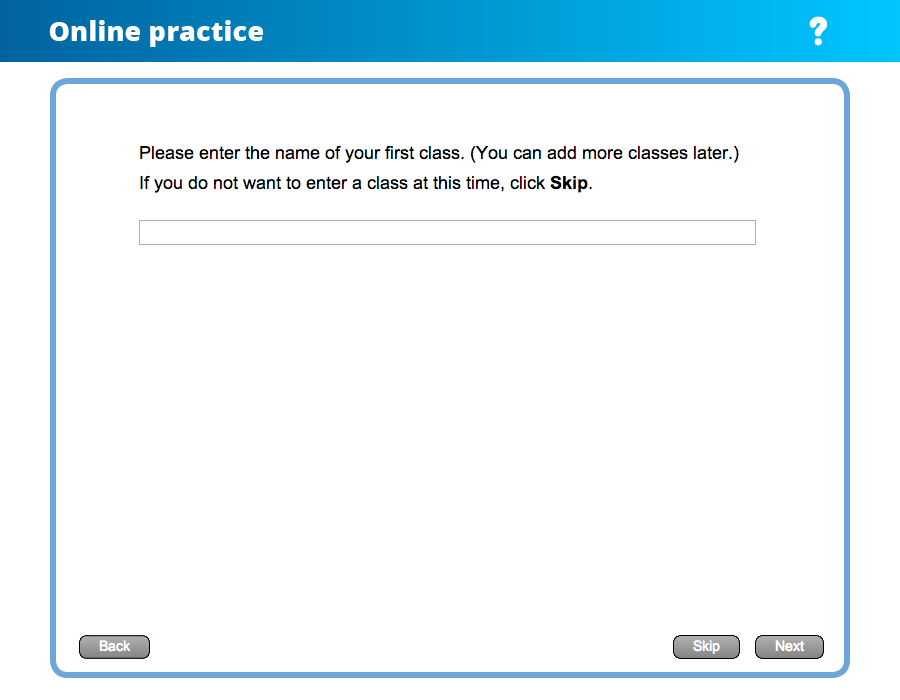 Online practice
?
Please enter the name of your first class. (You can add more classes later.)
If you do not want to enter a class at this time, click Skip.
Back
Skip
Next